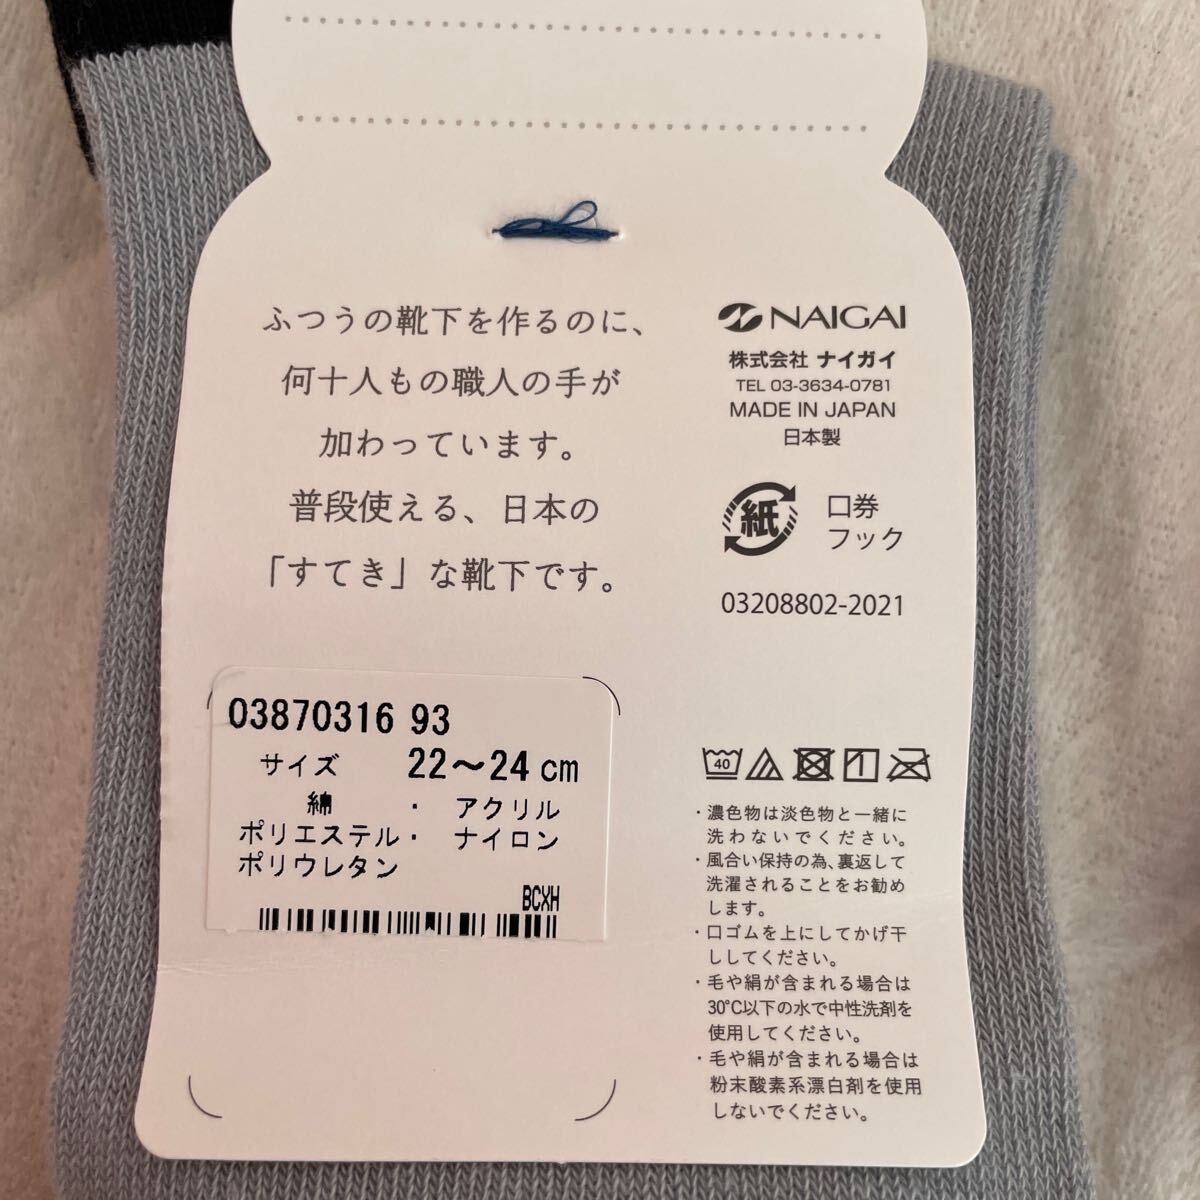 ふつうの靴下を作るのに、
何十人もの職人の手が
加わっています。
普段使える、日本の
「すてき」な靴下です。
NAIGAI
株式会社 ナイガイ
TEL 03-3634-0781
MADE IN JAPAN
日本製
紙
口券
フック
03208802-2021
03870316 93
サイズ 22～24 cm
綿 ・ アクリル
ポリエステル・ ナイロン
ポリウレタン
BCXH
40
・濃色物は淡色物と一緒に
洗わないでください。
・風合い保持の為、裏返して
洗濯されることをお勧め
します。
・口ゴムを上にしてかげ干
ししてください。
・毛や絹が含まれる場合は
30℃以下の水で中性洗剤を
使用してください。
・毛や絹が含まれる場合は
粉末酸素系漂白剤を使用
しないでください。